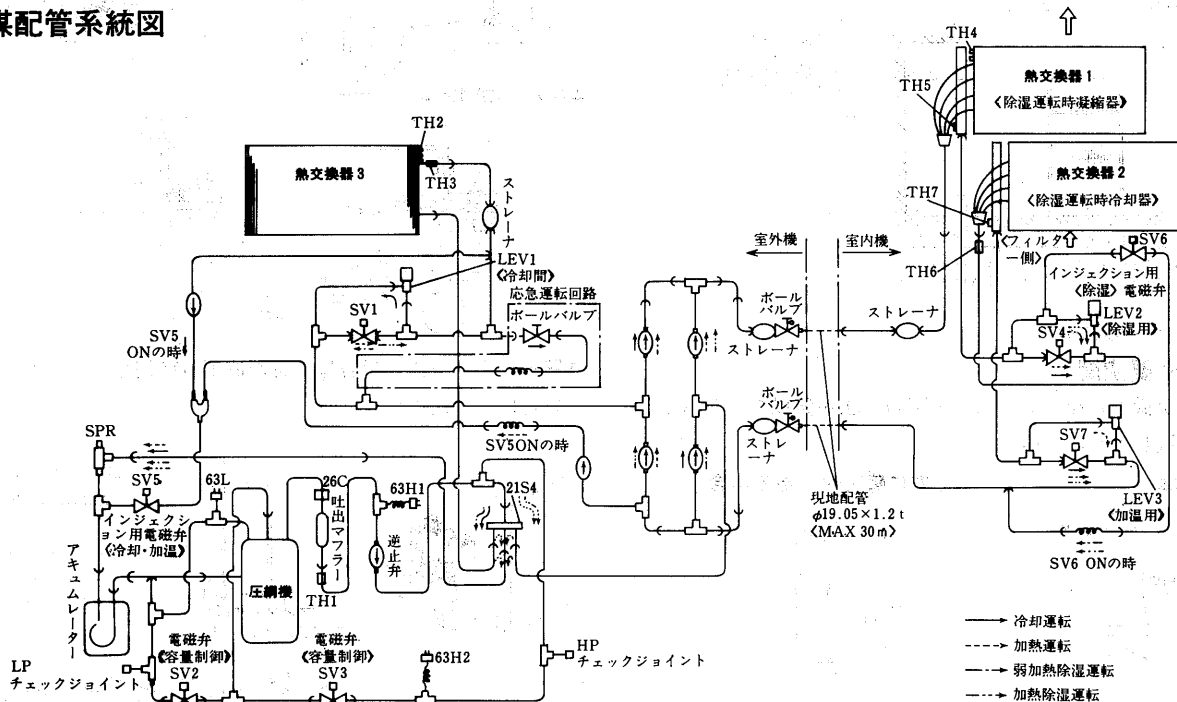 媒配管系統図
TH4
熱交換器1
〈除湿運転時凝縮器〉
TH5
TH2
熱交換器3
TH3
ストレーナ
熱交換器2
〈除湿運転時冷却器〉
TH7
TH6
〈フィルター側〉
SV6
インジェクション用
〈除湿〉電磁弁
LEV2
〈除湿用〉
SV4
室外機
室内機
LEV1
〈冷却間〉
応急運転回路
ボールバルブ
SV1
ボール
バルブ
ストレーナ
ストレーナ
SV5
ONの時
ボール
バルブ
ストレ
ーナ
SV5ONの時
SV7
LEV3
〈加温用〉
現地配管
φ19.05×1.2t
〈MAX 30m〉
SV6 ONの時
SPR
SV5
インジェクシ
ョン用電磁弁
〈冷却・加温〉
63L
26C
63H1
21S4
吐出マフラー
逆止弁
TH1
圧縮機
アキュムレーター
LP
チェックジョイント
電磁弁
〈容量制御〉
SV2
電磁弁
〈容量制御〉
SV3
63H2
HP
チェックジョイント
冷却運転
加熱運転
弱加熱除湿運転
加熱除湿運転